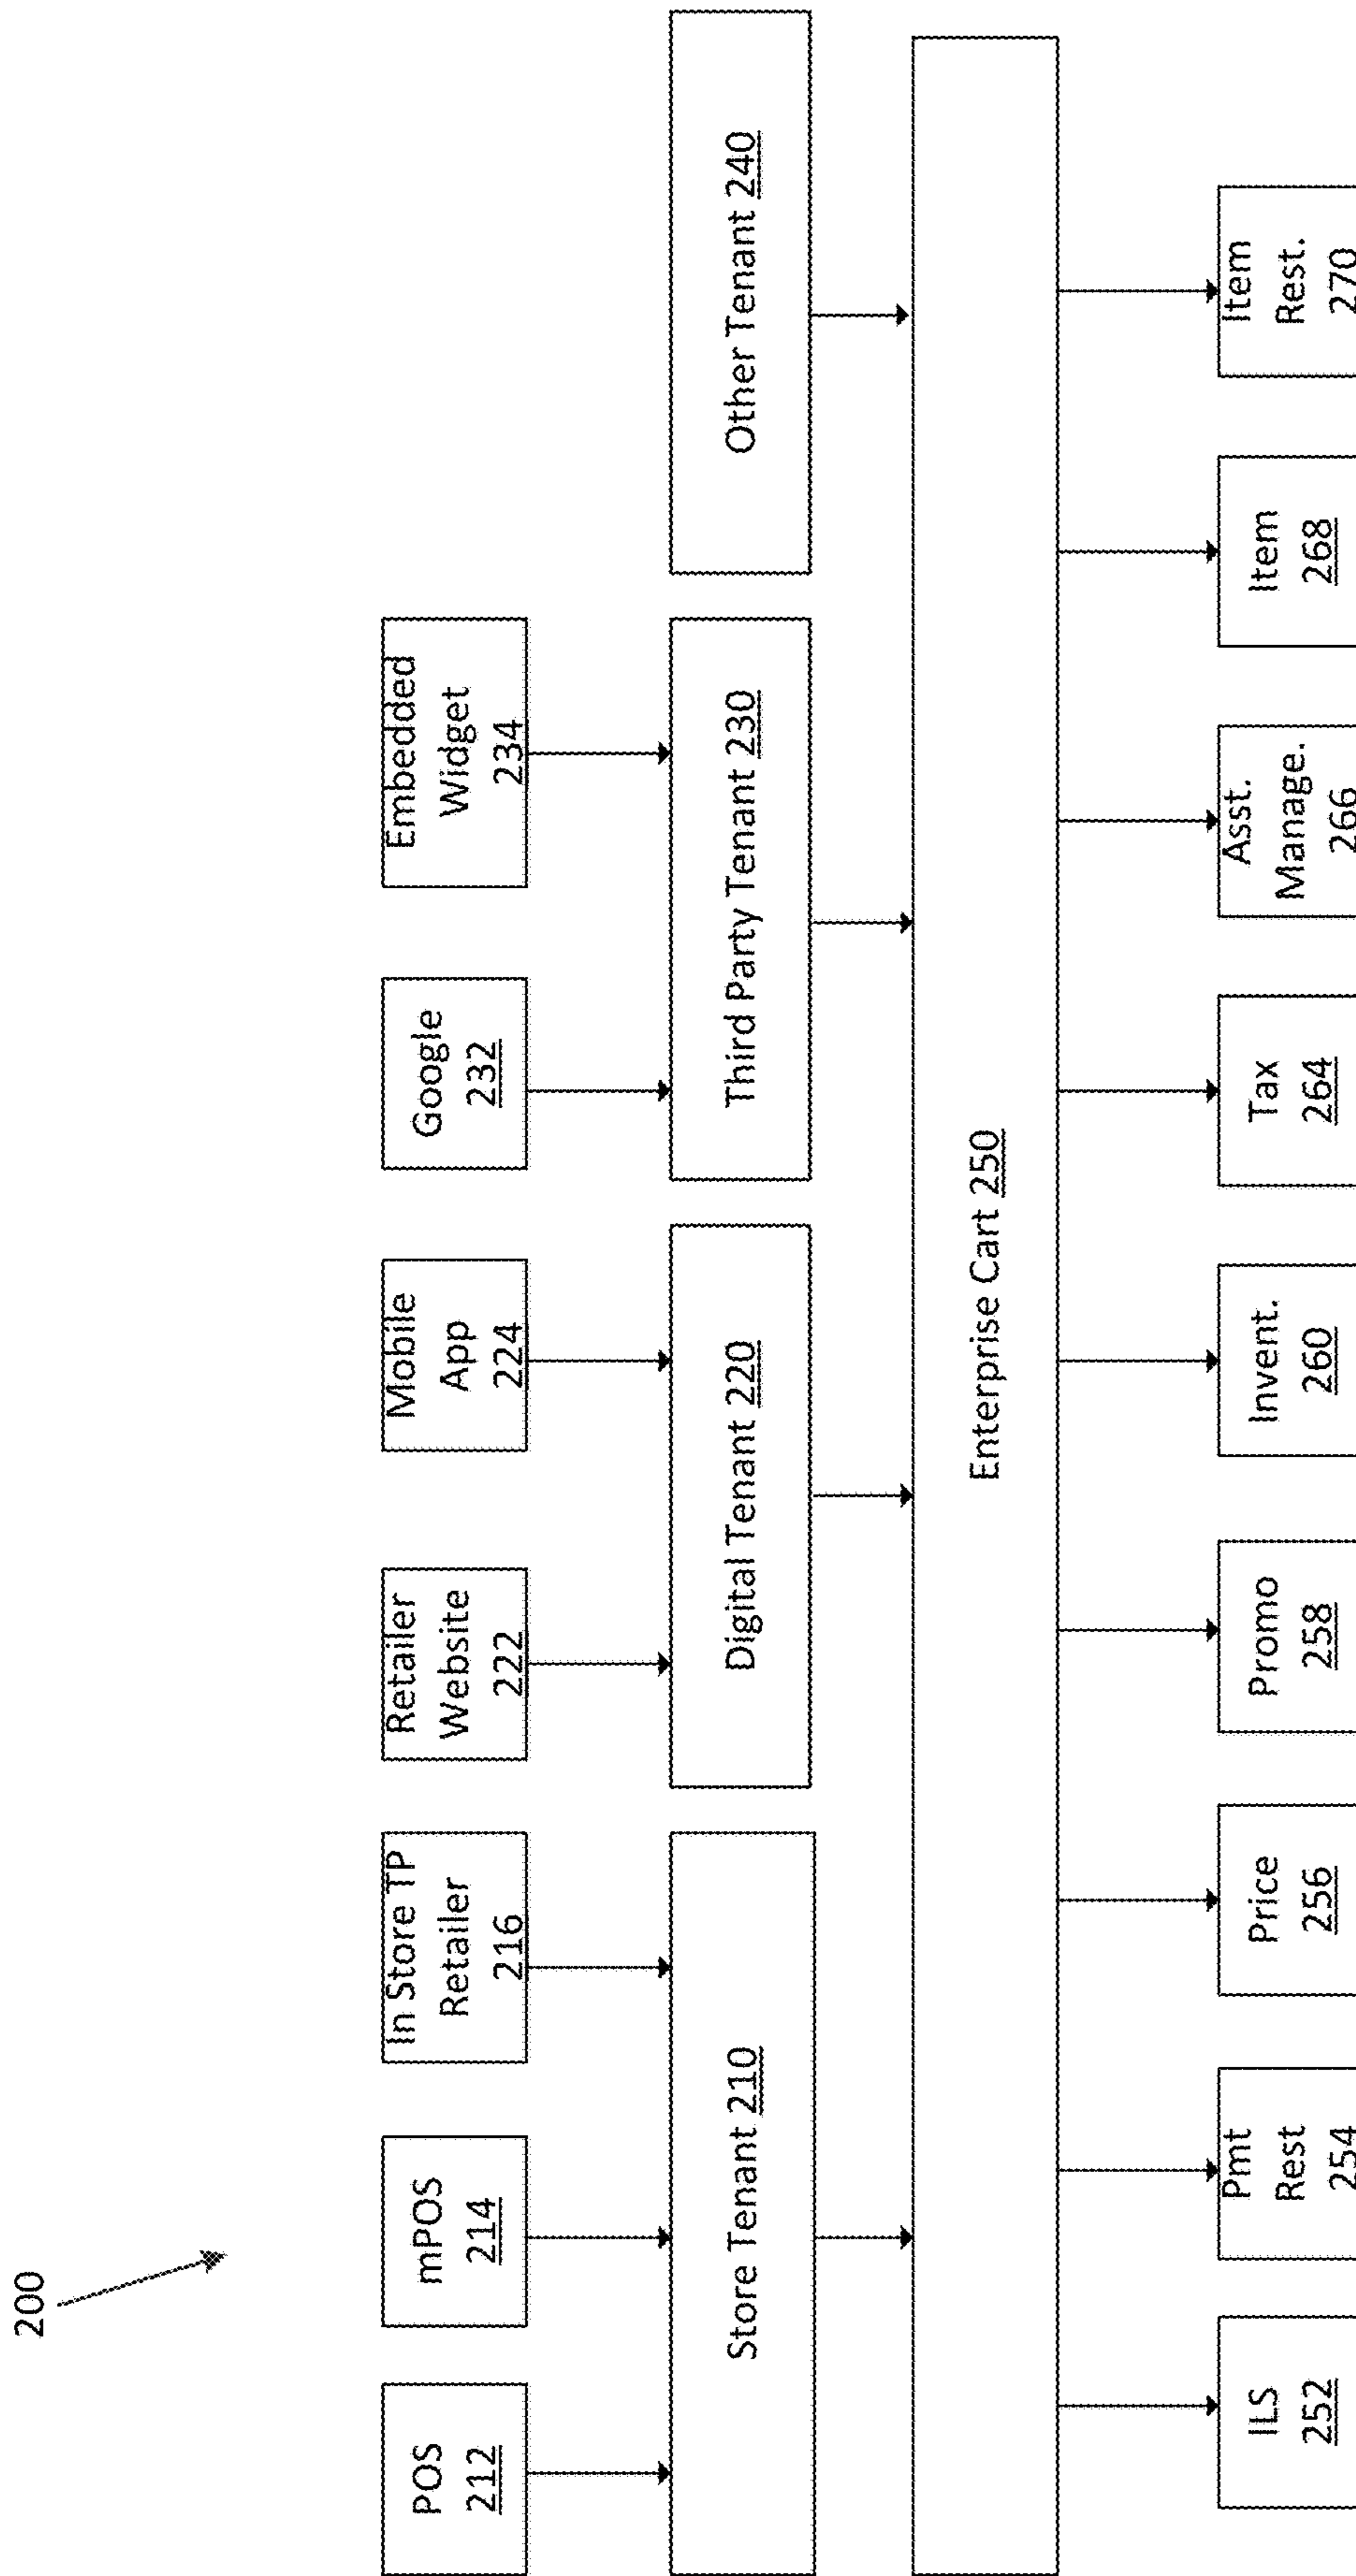 200
POS
212
mPOS
214
In Store TP
Retailer
216
Retailer
Website
222
Mobile
App
224
Google
232
Embedded
Widget
234
Store Tenant 210
Digital Tenant 220
Third Party Tenant 230
Other Tenant 240
Enterprise Cart 250
ILS
252
Pmt
Rest
254
Price
256
Promo
258
Invent.
260
Tax
264
Asst.
Manage.
266
Item
268
Item
Rest.
270